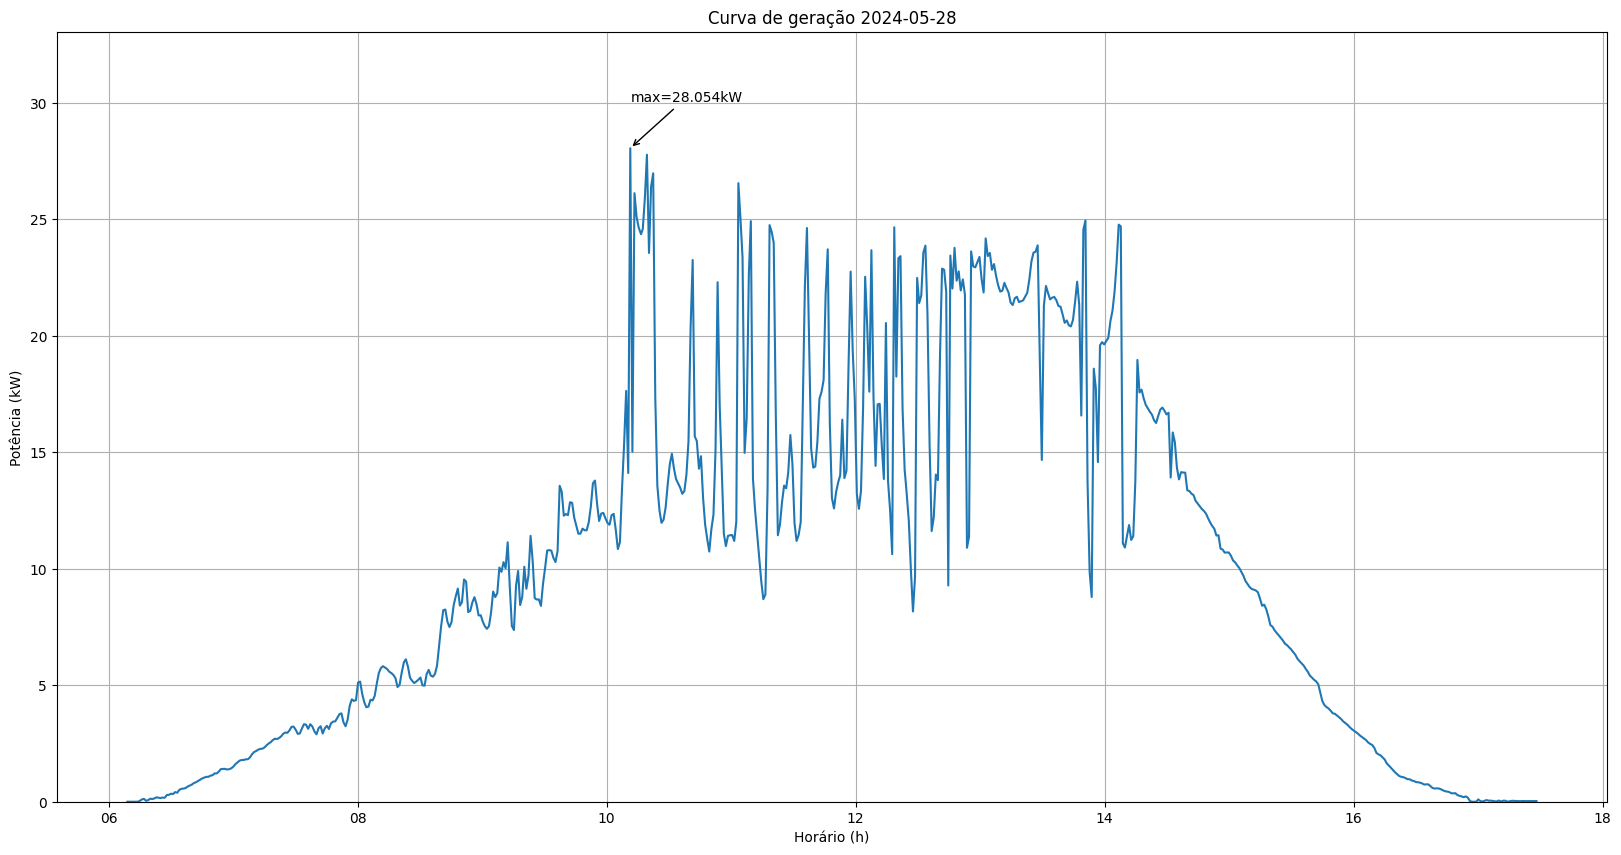 Curva de geração 2024-05-28
max=28.054kW
Potência (kW)
30
25
20
15
10
5
0
06 08 10 12 14 16 18
Horário (h)